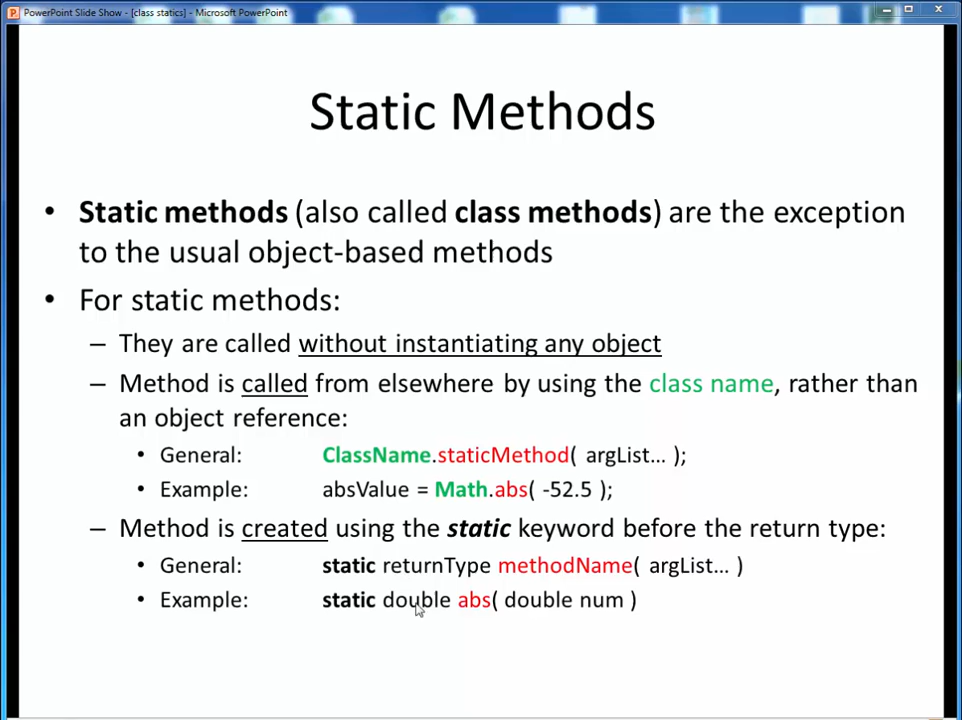 PowerPoint Slide Show - [class statics] - Microsoft PowerPoint
Static Methods
• Static methods (also called class methods) are the exception
to the usual object-based methods
• For static methods:
– They are called without instantiating any object
– Method is called from elsewhere by using the class name, rather than
an object reference:
• General: ClassName.staticMethod( argList... );
• Example: absValue = Math.abs( -52.5 );
– Method is created using the static keyword before the return type:
• General: static returnType methodName( argList... )
• Example: static double abs( double num )